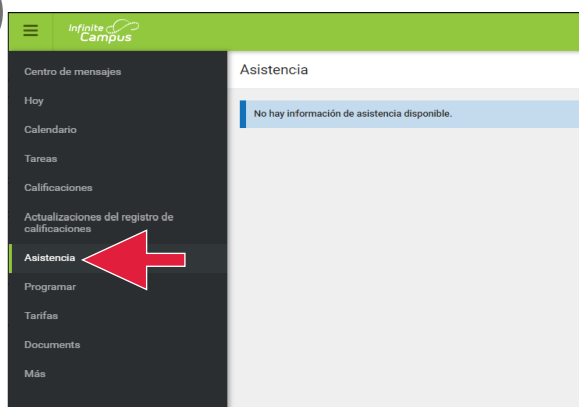 Infinite
Campus
Centro de mensajes
Asistencia
Hoy
No hay información de asistencia disponible.
Calendario
Tareas
Calificaciones
Actualizaciones del registro de
calificaciones
Asistencia
Programar
Tarifas
Documents
Más